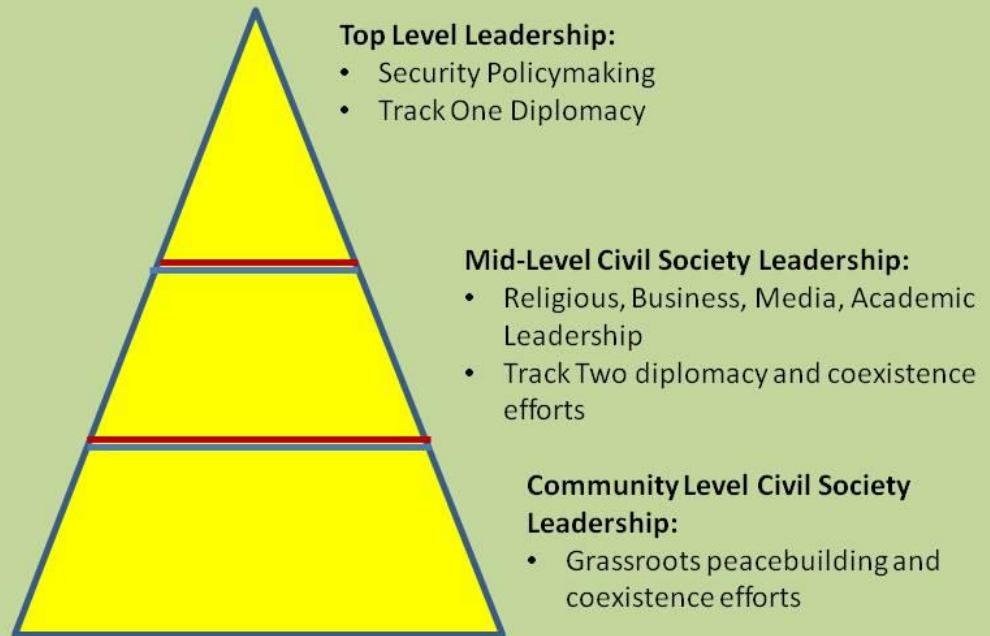 Top Level Leadership:
• Security Policymaking
• Track One Diplomacy
Mid-Level Civil Society Leadership:
• Religious, Business, Media, Academic
Leadership
• Track Two diplomacy and coexistence
efforts
Community Level Civil Society
Leadership:
• Grassroots peacebuilding and
coexistence efforts